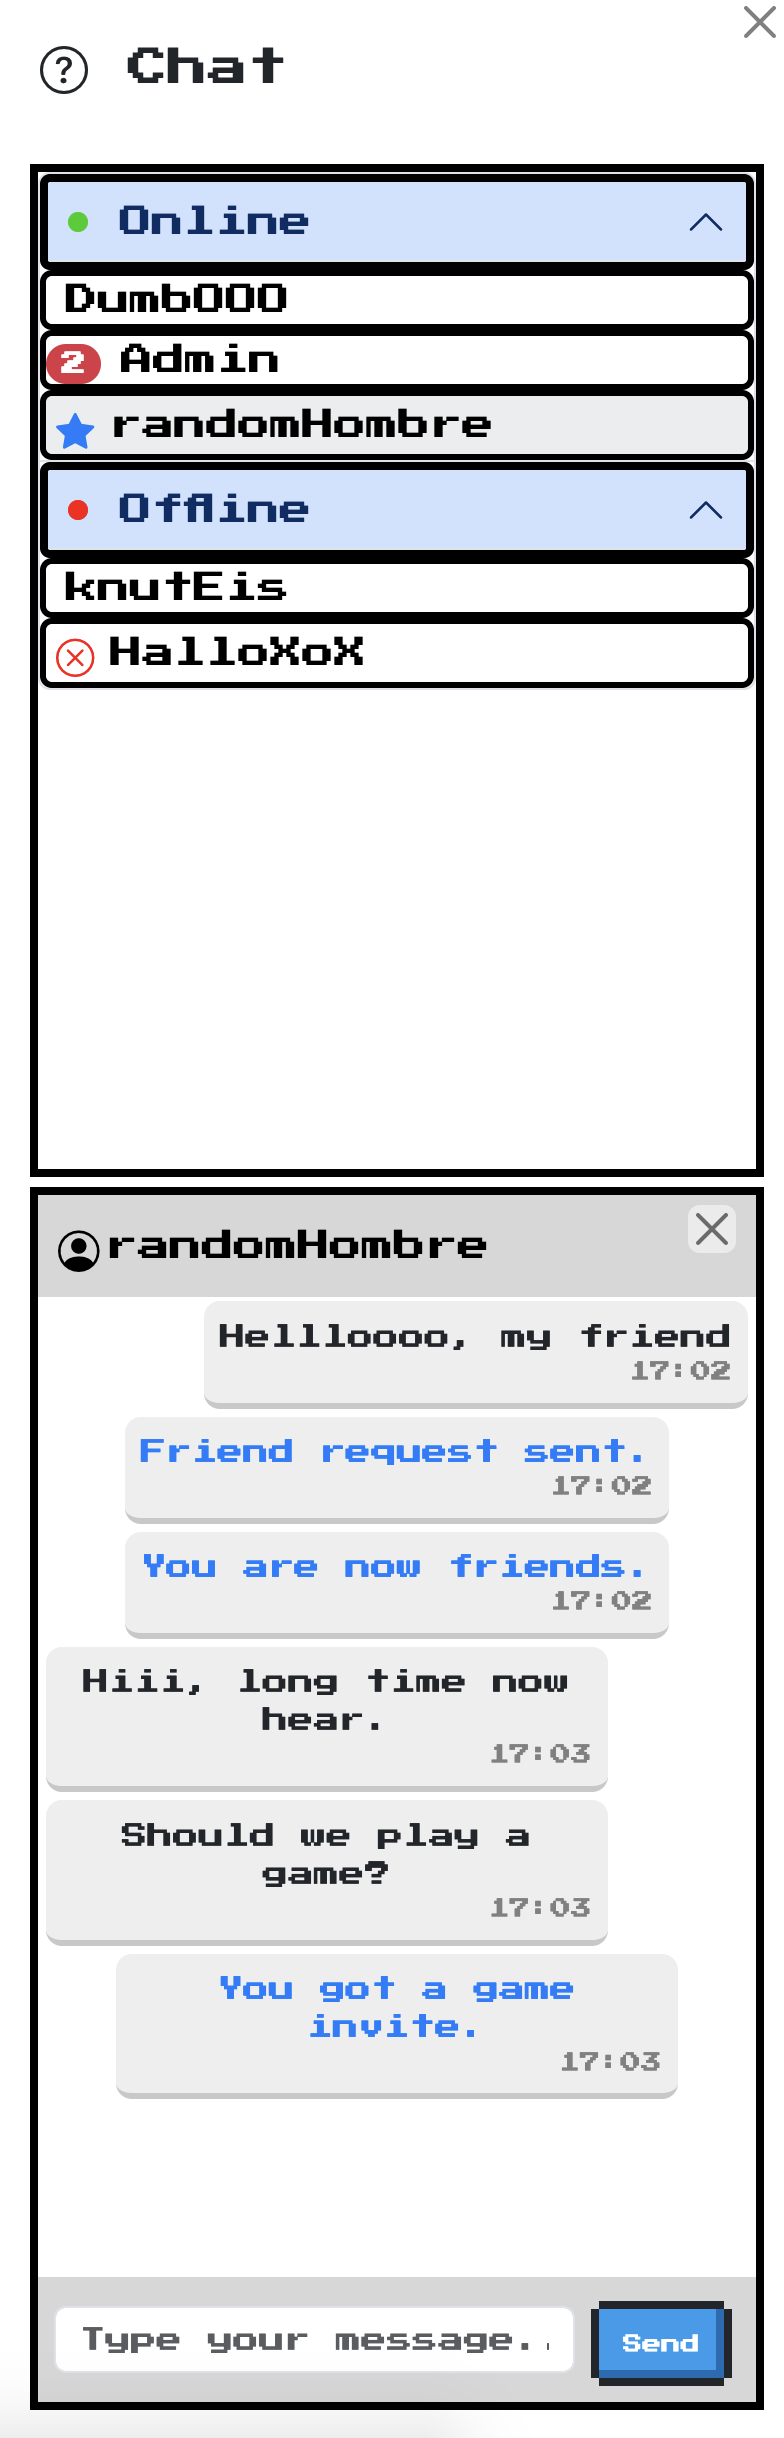 ?
Chat
Online
Dumb000
2 Admin
randomHombre
Offline
knutEis
HalloXoX
randomHombre
Hellloooo, my friend
17:02
Friend request sent.
17:02
You are now friends.
17:02
Hiii, long time now
hear.
17:03
Should we play a
game?
17:03
You got a game
invite.
17:03
Type your message..
Send